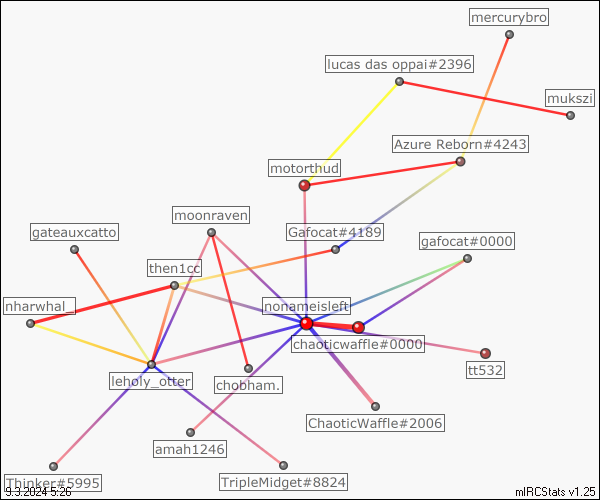 mercurybro
lucas das oppai#2396
mukszi
Azure Reborn#4243
motorthud
moonraven
gateauxcatto
Gafocat#4189
gafocat#0000
then1cc
nharwhal_
nonameisleft
chaoticwaffle#0000
tt532
leholy_otter
chobham.
ChaoticWaffle#2006
amah1246
Thinker#5995
TripleMidget#8824
9.3.2024 5:26
mIRCStats v1.25